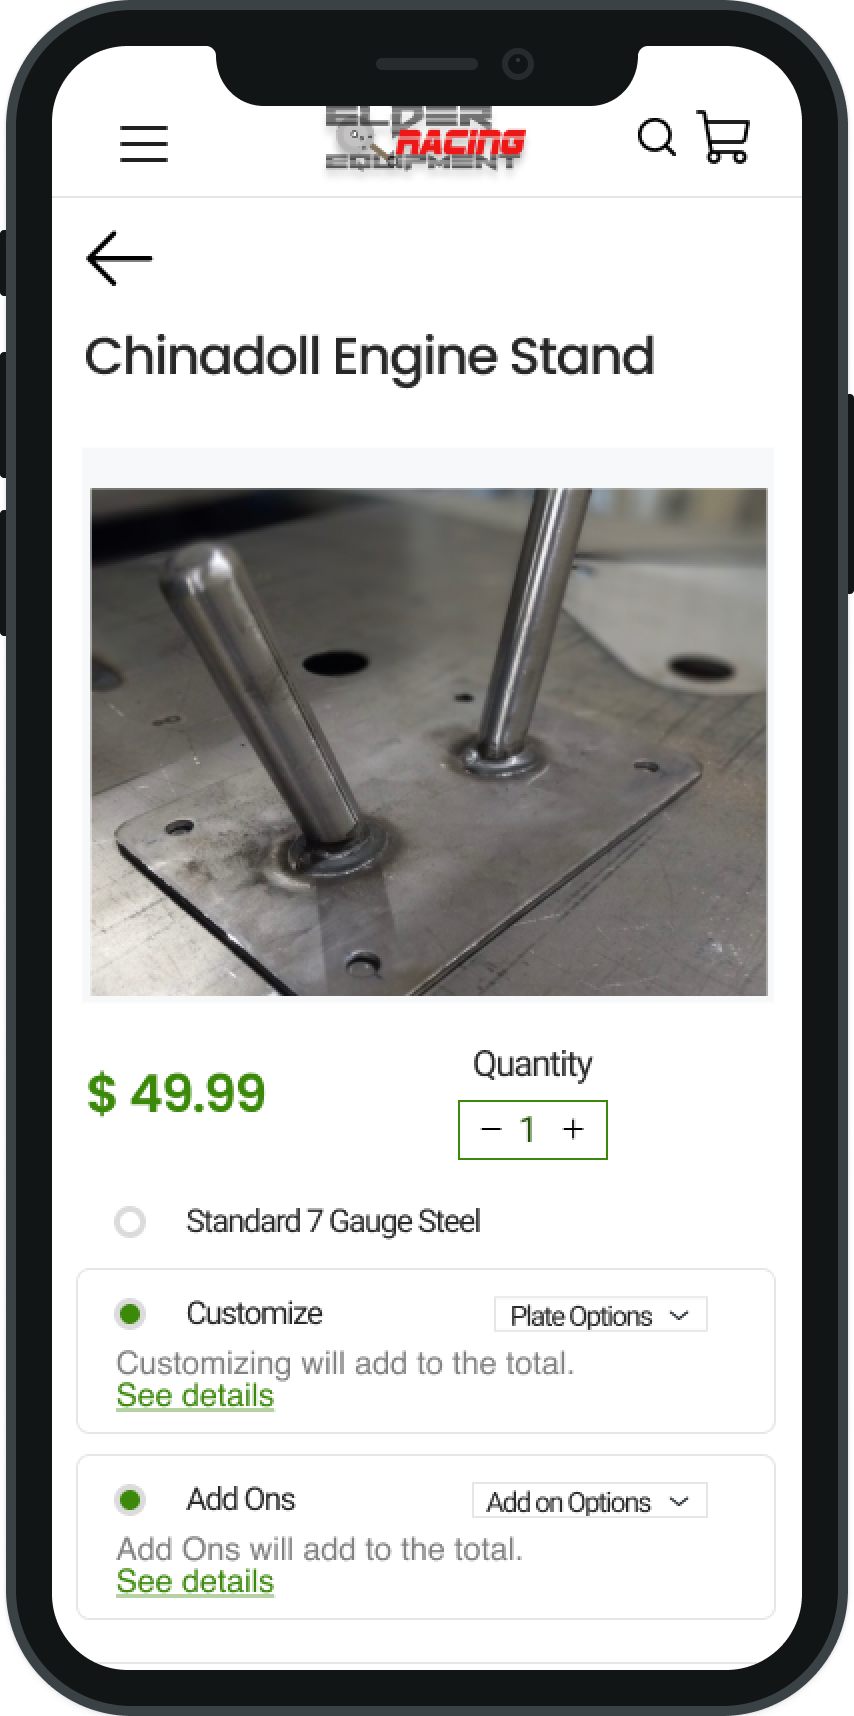 ELDER
RACING
EQUIPMENT
Chinadoll Engine Stand
$ 49.99
Quantity
− 1 +
Standard 7 Gauge Steel
Customize
Plate Options
Customizing will add to the total.
See details
Add Ons
Add on Options
Add Ons will add to the total.
See details